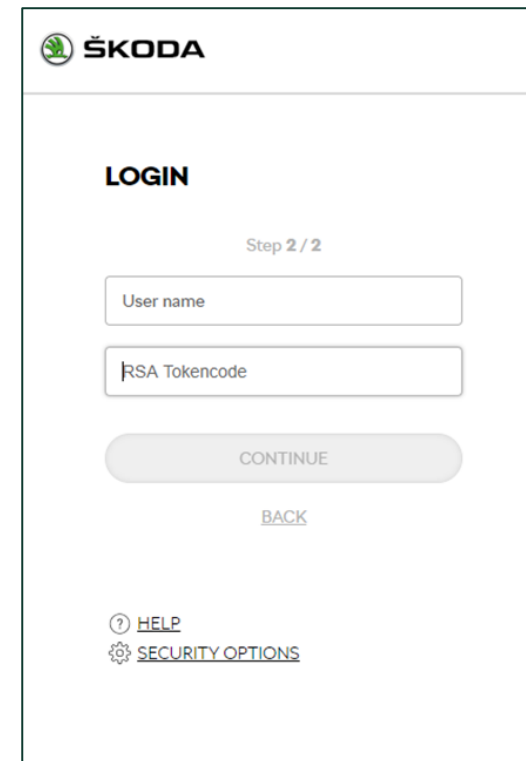 ŠKODA
LOGIN
Step 2 / 2
User name
RSA Tokencode
CONTINUE
BACK
? HELP
SECURITY OPTIONS